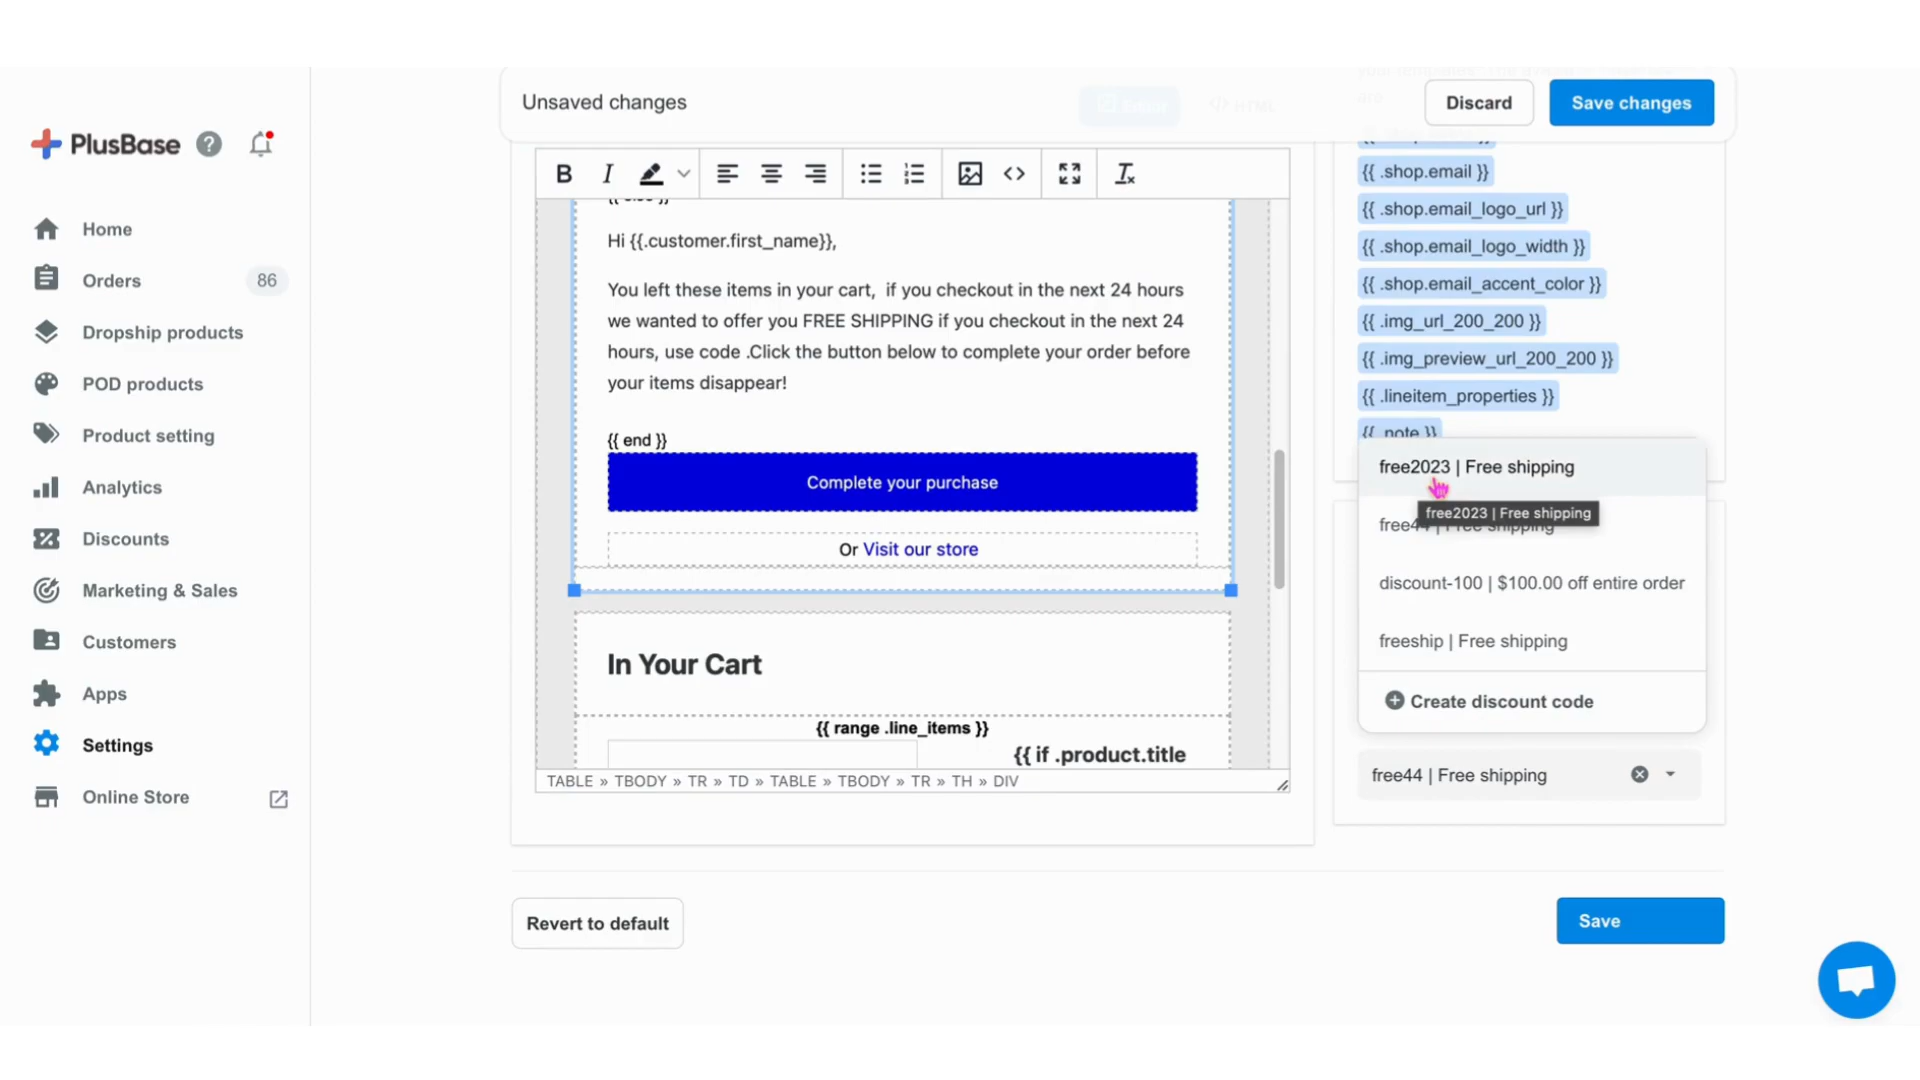 Unsaved changes
Discard
Save changes
PlusBase
Home
Orders
86
Dropship products
POD products
Product setting
Analytics
Discounts
Marketing & Sales
Customers
Apps
Settings
Online Store
Hi {{.customer.first_name}},
You left these items in your cart,  if you checkout in the next 24 hours
we wanted to offer you FREE SHIPPING if you checkout in the next 24
hours, use code .Click the button below to complete your order before
your items disappear!
{{ end }}
Complete your purchase
Or Visit our store
In Your Cart
{{ range .line_items }}
{{ if .product.title
TABLE » TBODY » TR » TD » TABLE » TBODY » TR » TH » DIV
{{ .shop.email }}
{{ .shop.email_logo_url }}
{{ .shop.email_logo_width }}
{{ .shop.email_accent_color }}
{{ .img_url_200_200 }}
{{ .img_preview_url_200_200 }}
{{ .lineitem_properties }}
{{ .note }}
free2023 | Free shipping
free2023 | Free shipping
free44 | Free shipping
discount-100 | $100.00 off entire order
freeship | Free shipping
Create discount code
free44 | Free shipping
Revert to default
Save